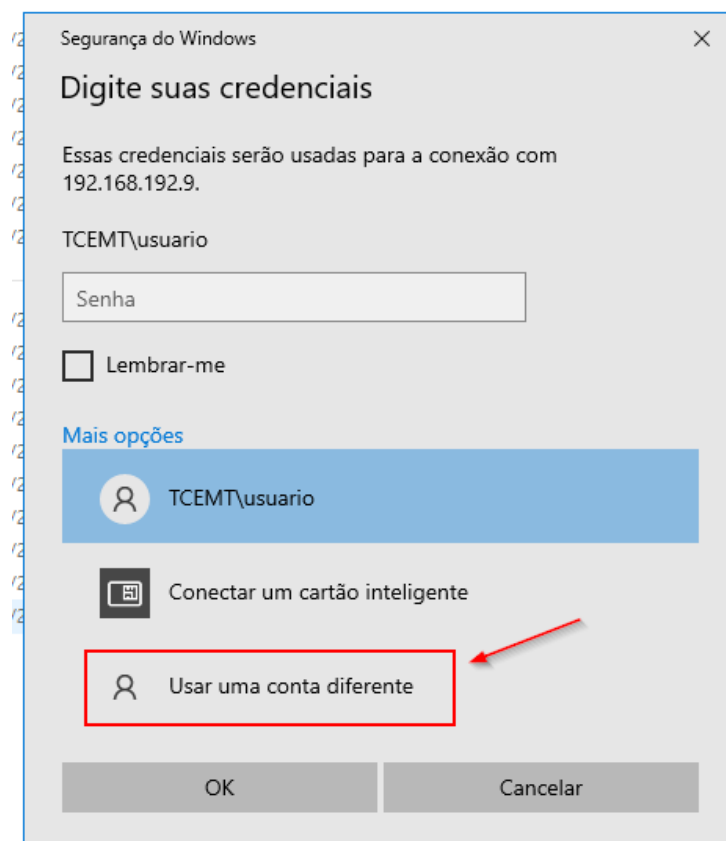 Segurança do Windows
Digite suas credenciais
Essas credenciais serão usadas para a conexão com
192.168.192.9.
TCEMT\usuario
Senha
Lembrar-me
Mais opções
TCEMT\usuario
Conectar um cartão inteligente
Usar uma conta diferente
OK
Cancelar